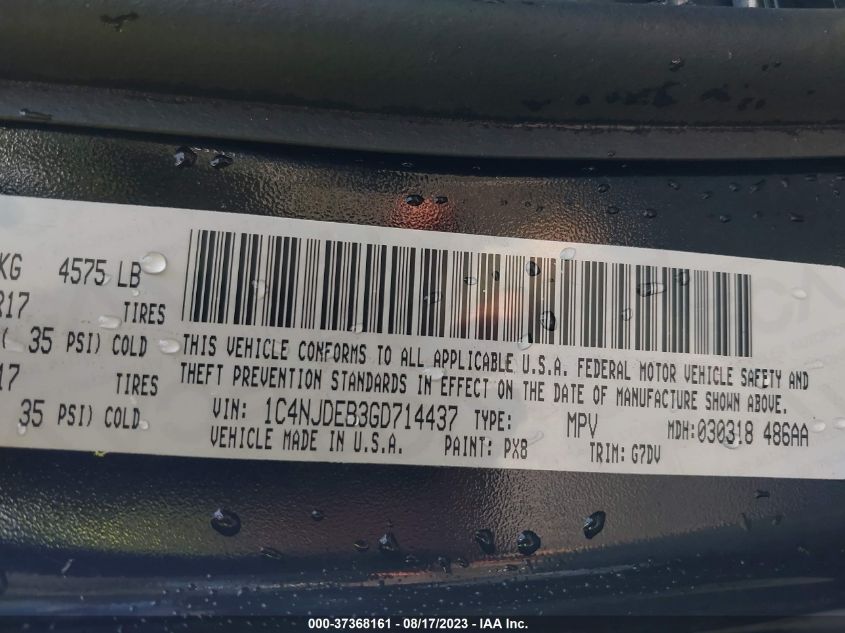 KG 4575 LB
R17 TIRES
( 35 PSI) COLD
17 TIRES
35 PSI) COLD
THIS VEHICLE CONFORMS TO ALL APPLICABLE U.S.A. FEDERAL MOTOR VEHICLE SAFETY AND
THEFT PREVENTION STANDARDS IN EFFECT ON THE DATE OF MANUFACTURE SHOWN ABOVE.
VIN: 1C4NJDEB3GD714437 TYPE: MPV MDH:030318 486AA
VEHICLE MADE IN U.S.A. PAINT: PX8 TRIM: G7DV
000-37368161 - 08/17/2023 - IAA Inc.